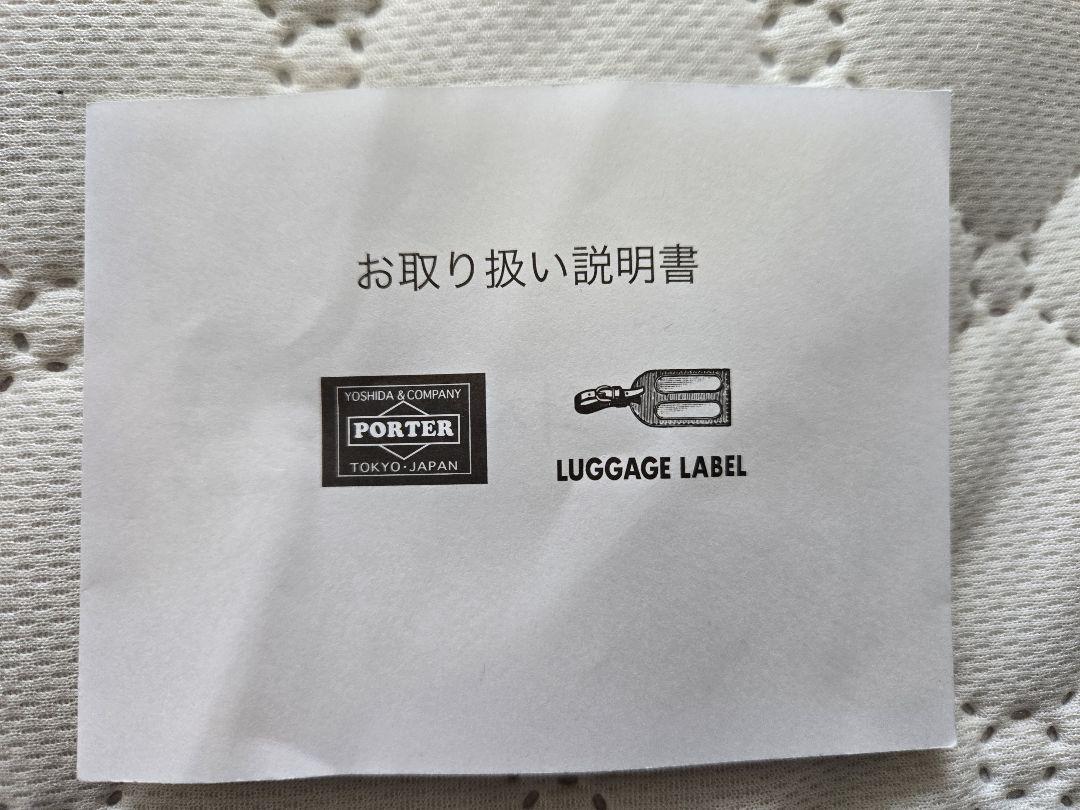 お取り扱い説明書
YOSHIDA & COMPANY
PORTER
TOKYO・JAPAN
LUGGAGE LABEL